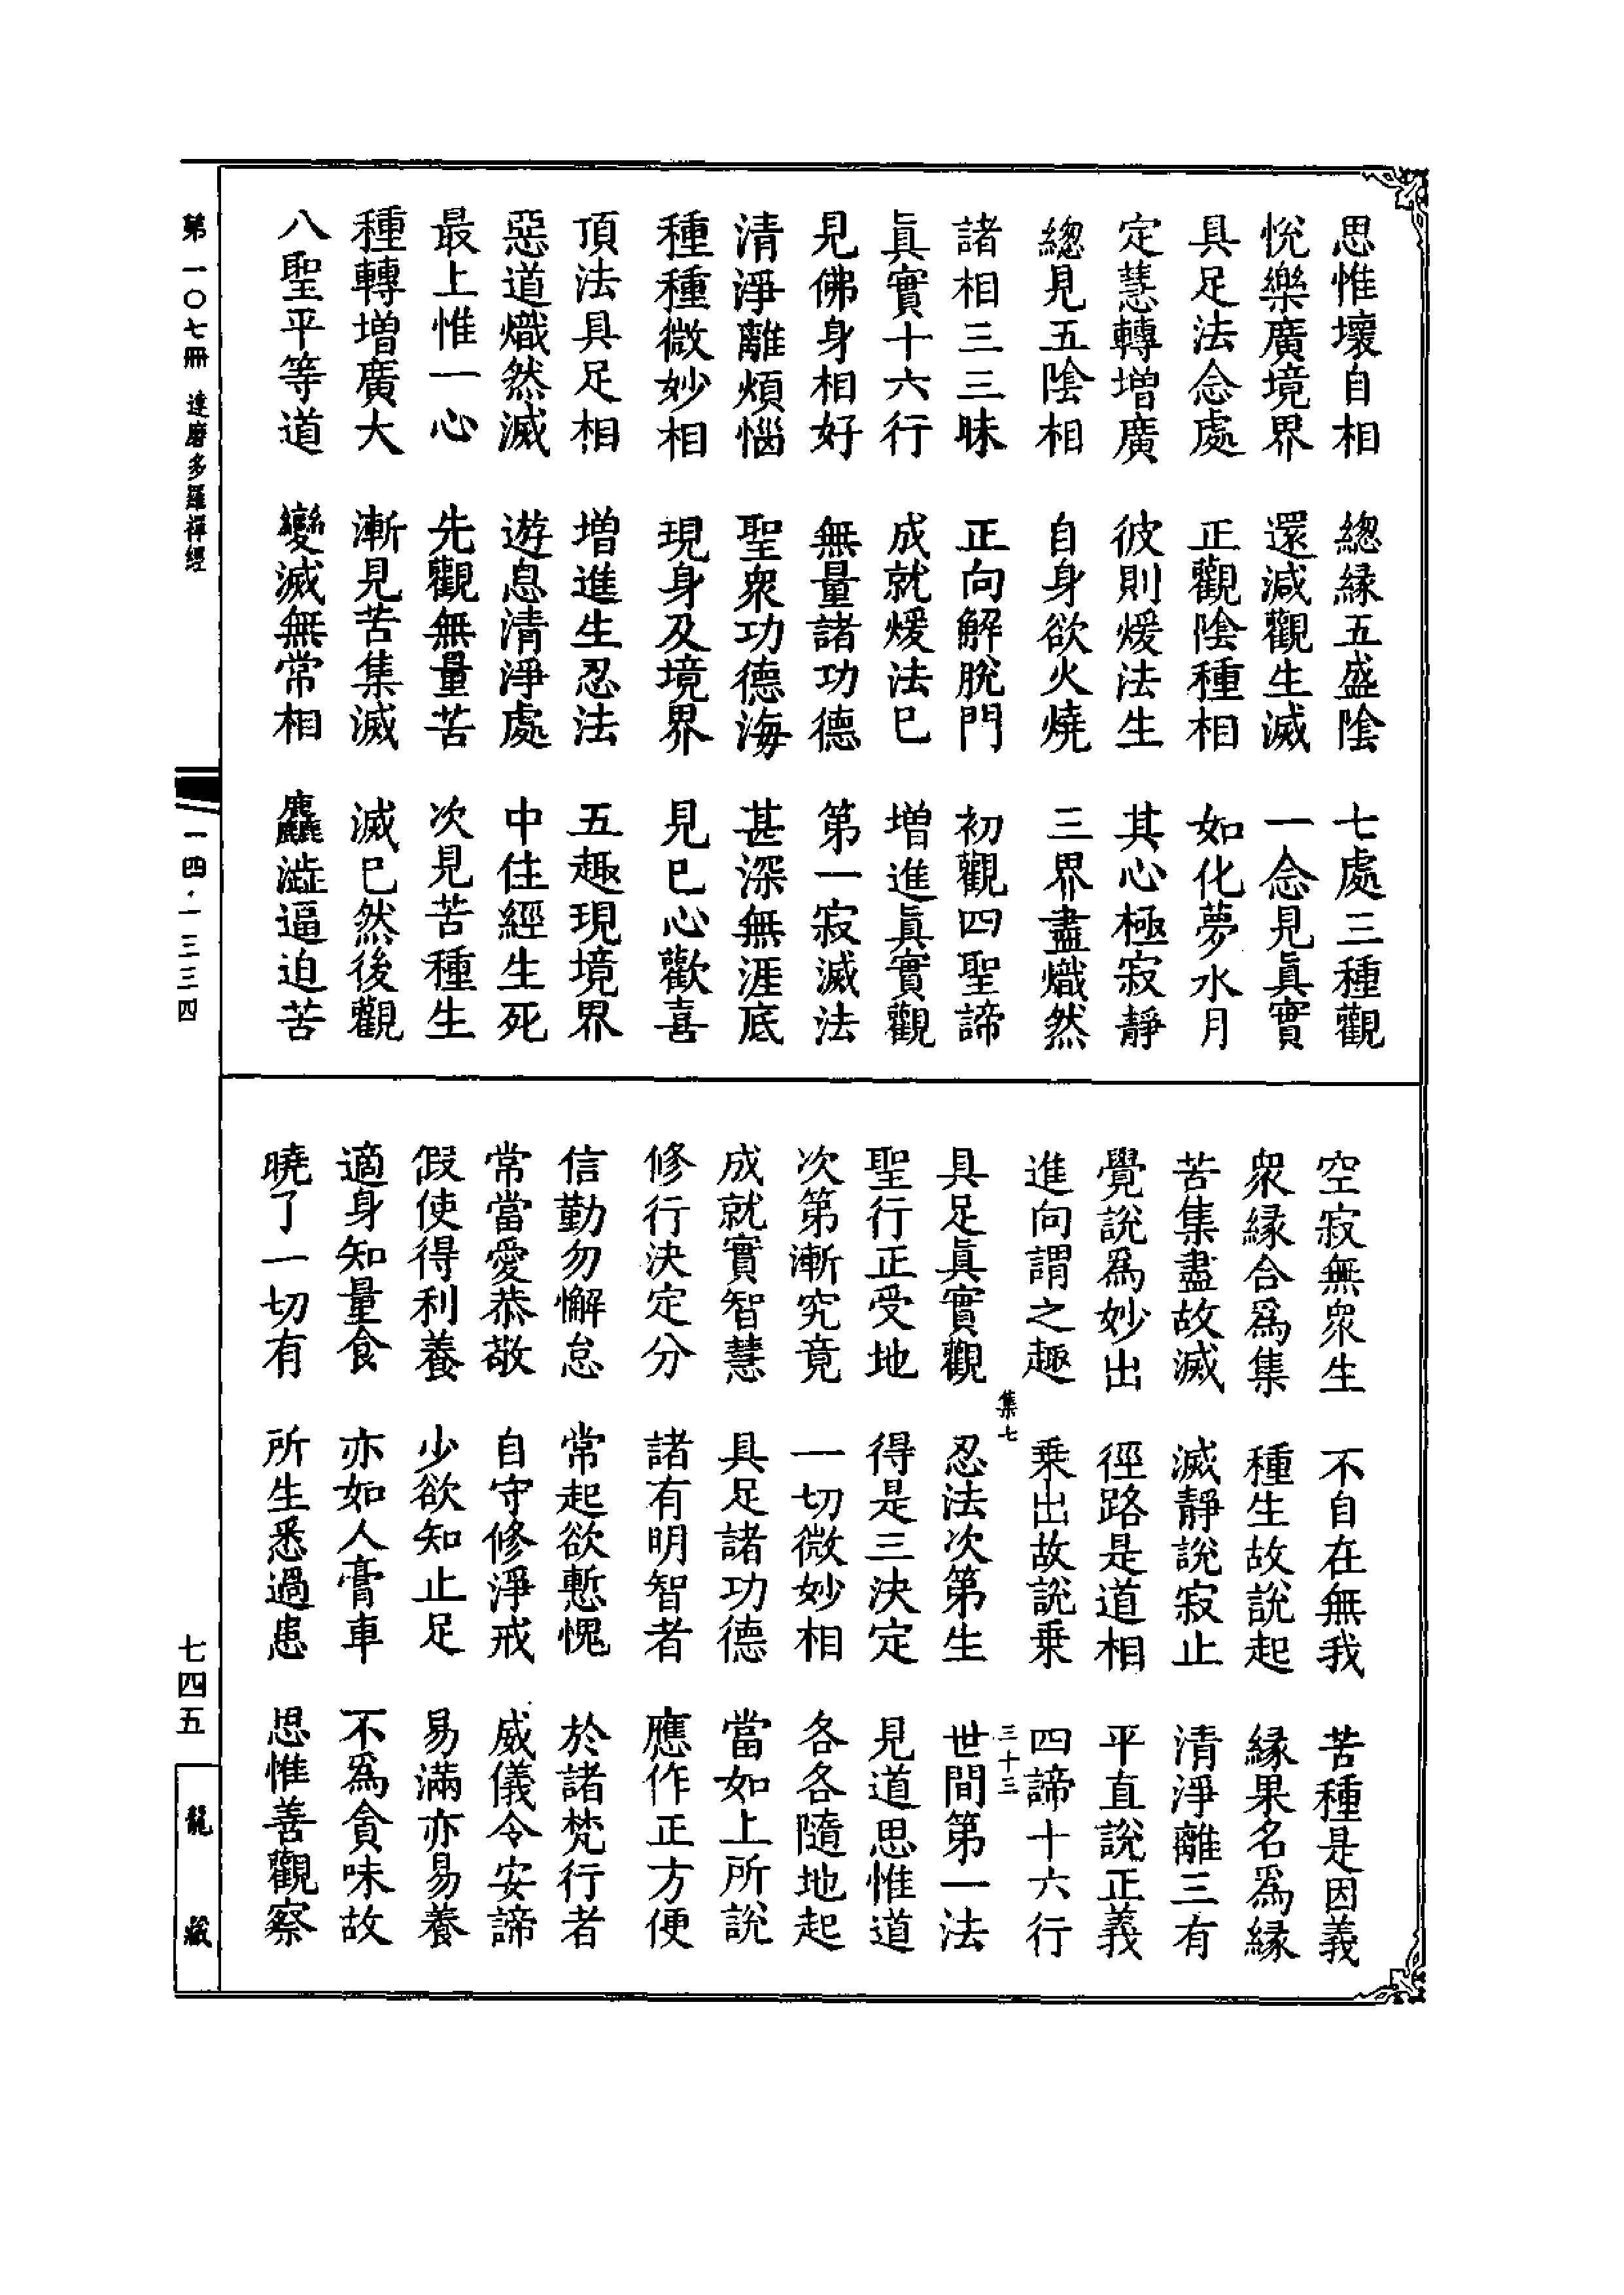 思惟壞自相　總緣五盛陰　七處三種觀
悅樂廣境界　還減觀生滅　一念見眞實
具足法念處　正觀陰種相　如化夢水月
定慧轉增廣　彼則煖法生　其心極寂靜
總見五陰相　自身欲火燒　三界盡熾然
諸相三三昧　正向解脫門　初觀四聖諦
眞實十六行　成就煖法已　增進眞實觀
見佛身相好　無量諸功德　第一寂滅法
清淨離煩惱　聖衆功德海　甚深無涯底
種種微妙相　現身及境界　見已心歡喜
頂法具足相　增進生忍法　五趣現境界
惡道熾然滅　遊息清淨處　中住經生死
最上惟一心　先觀無量苦　次見苦種生
種轉增廣大　漸見苦集滅　滅已然後觀
八聖平等道　變滅無常相　麤澁逼迫苦
空寂無衆生　不自在無我　苦種是因義
衆緣合爲集　種生故說起　緣果名爲緣
苦集盡故滅　滅靜說寂止　清淨離三有
覺說爲妙出　徑路是道相　平直說正義
進向謂之趣　乗出故說乗　四諦十六行
集七　三十三
具足眞實觀　忍法次第生　世間第一法
聖行正受地　得是三決定　見道思惟道
次第漸究竟　一切微妙相　各各隨地起
成就實智慧　具足諸功德　當如上所說
修行決定分　諸有明智者　應作正方便
信勤勿懈怠　常起欲慙愧　於諸梵行者
常當愛恭敬　自守修淨戒　威儀令安諦
假使得利養　少欲知止足　易滿亦易養
適身知量食　亦如人膏車　不爲貪味故
曉了一切有　所生悉過患　思惟善觀察
第一〇七冊　達磨多羅禪經
一四·一三三四
七四五
龍藏